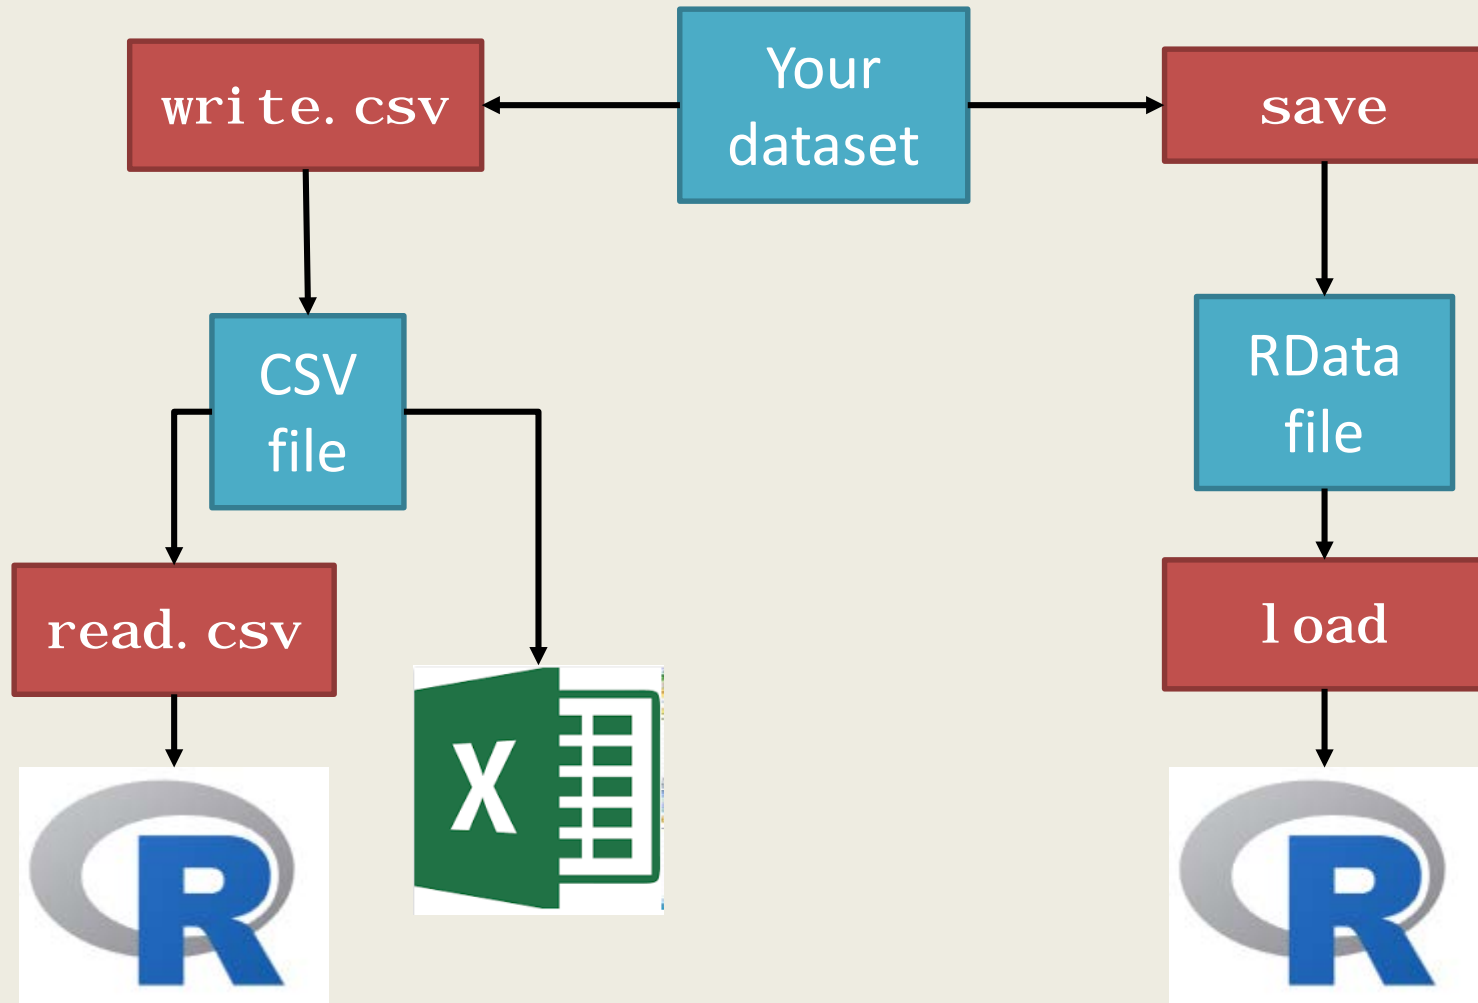 Your
dataset
write.csv
save
CSV
file
RData
file
read.csv
load
X
R
R